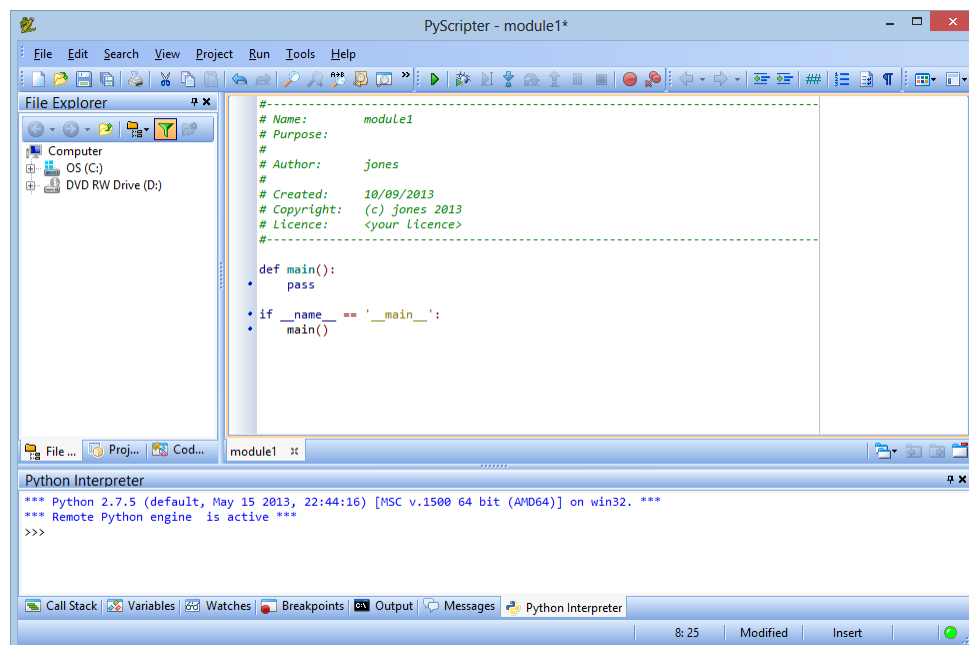 PyScripter - module1*
File Edit Search View Project Run Tools Help
File Explorer
Computer
OS (C:)
DVD RW Drive (D:)
File ... Proj... Cod...
#-------------------------------------------------------------------------------
# Name:        module1
# Purpose:
#
# Author:      jones
#
# Created:     10/09/2013
# Copyright:   (c) jones 2013
# Licence:     <your licence>
#-------------------------------------------------------------------------------
def main():
    pass
if __name__ == '__main__':
    main()
module1
Python Interpreter
*** Python 2.7.5 (default, May 15 2013, 22:44:16) [MSC v.1500 64 bit (AMD64)] on win32. ***
*** Remote Python engine  is active ***
>>>
Call Stack Variables Watches Breakpoints Output Messages Python Interpreter
8: 25 Modified Insert